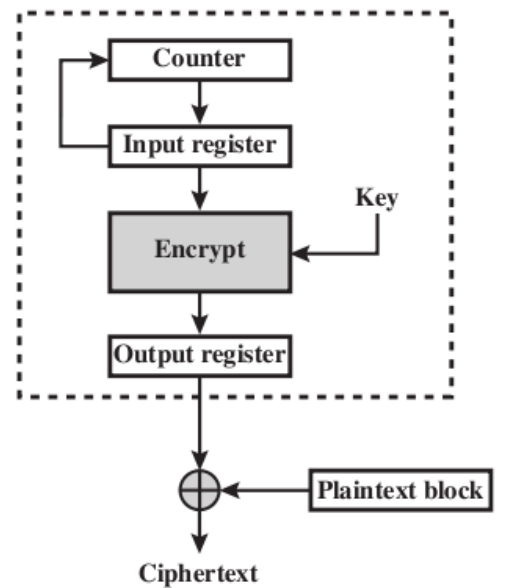 Counter
Input register
Key
Encrypt
Output register
Plaintext block
Ciphertext